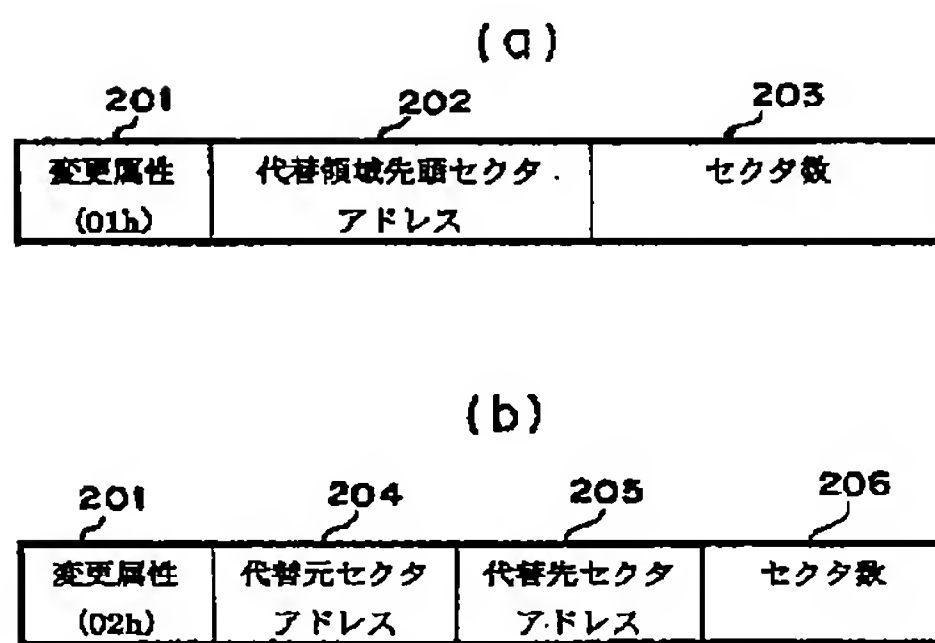 (a)
201 202 203
変更属性 代替領域先頭セクタ セクタ数
(01h) アドレス
(b)
201 204 205 206
変更属性 代替元セクタ 代替先セクタ セクタ数
(02h) アドレス アドレス